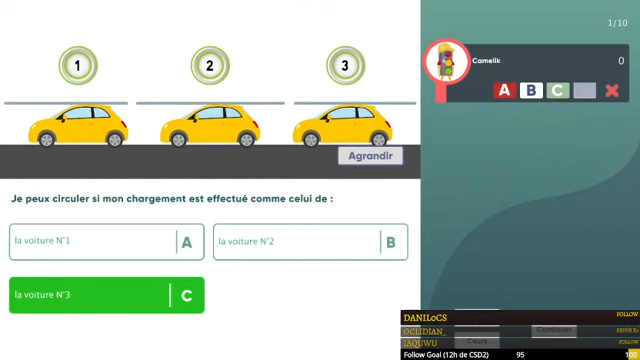 1
2
3
Agrandir
Je peux circuler si mon chargement est effectué comme celui de :
la voiture N°1
A
la voiture N°2
B
la voiture N°3
C
1/10
Camelik
0
A
B
C
DANILoCS
FOLLOW
OCLIDIAN_
IAQUWU
FOLLOW
Follow Goal (12h de CSD2)
95
100